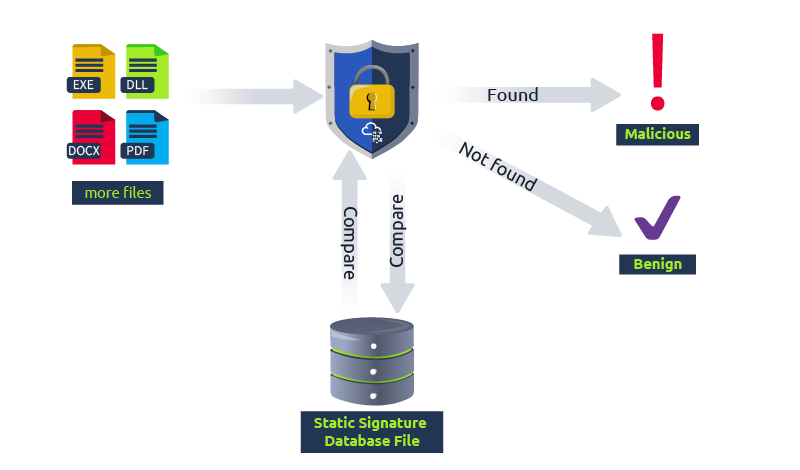 EXE
DLL
DOCX
PDF
more files
Found
Not found
Malicious
Benign
Compare
Compare
Static Signature
Database File